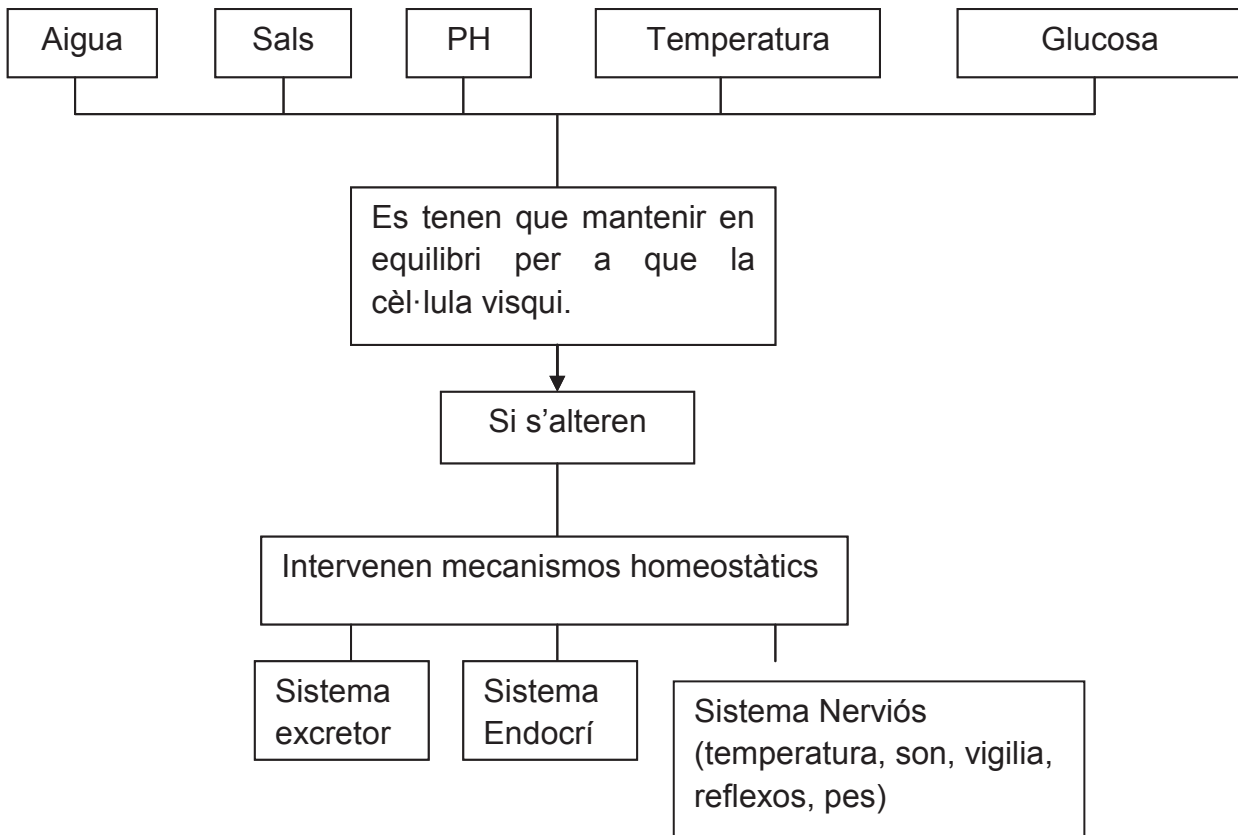 Aigua
Sals
PH
Temperatura
Glucosa
Es tenen que mantenir en
equilibri per a que la
cèl·lula visqui.
Si s’alteren
Intervenen mecanismos homeostàtics
Sistema
excretor
Sistema
Endocrí
Sistema Nerviós
(temperatura, son, vigilia,
reflexos, pes)